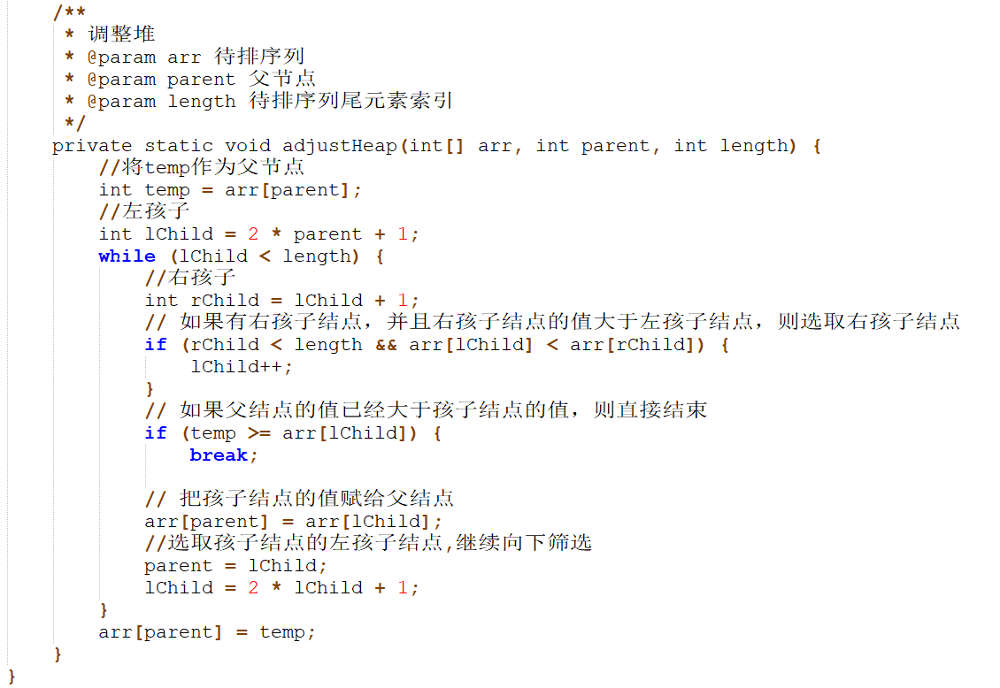 /**
 * 调整堆
 * @param arr 待排序列
 * @param parent 父节点
 * @param length 待排序列尾元素索引
 */
private static void adjustHeap(int[] arr, int parent, int length) {
    //将temp作为父节点
    int temp = arr[parent];
    //左孩子
    int lChild = 2 * parent + 1;
    while (lChild < length) {
        //右孩子
        int rChild = lChild + 1;
        // 如果有右孩子结点，并且右孩子结点的值大于左孩子结点，则选取右孩子结点
        if (rChild < length && arr[lChild] < arr[rChild]) {
            lChild++;
        }
        // 如果父结点的值已经大于孩子结点的值，则直接结束
        if (temp >= arr[lChild]) {
            break;
        // 把孩子结点的值赋给父结点
        arr[parent] = arr[lChild];
        //选取孩子结点的左孩子结点,继续向下筛选
        parent = lChild;
        lChild = 2 * lChild + 1;
    }
    arr[parent] = temp;
}
}